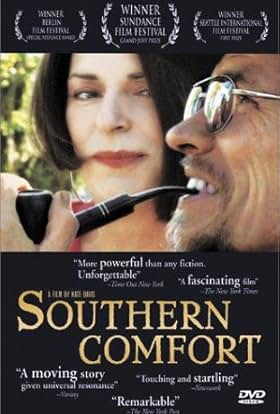 WINNER
BERLIN
FILM FESTIVAL
SPECIAL AUDIENCE AWARD
WINNER
SUNDANCE
FILM FESTIVAL
GRAND JURY PRIZE
WINNER
SEATTLE INTERNATIONAL
FILM FESTIVAL
"More powerful than any fiction.
Unforgettable"
–Time Out New York
"A fascinating film"
–The New York Times
A FILM BY KATE DAVIS
SOUTHERN
COMFORT
"A moving story
given universal resonance"
–Variety
"Touching and startling"
–Newsweek
"Remarkable"
–The New York Post
DVD
VIDEO